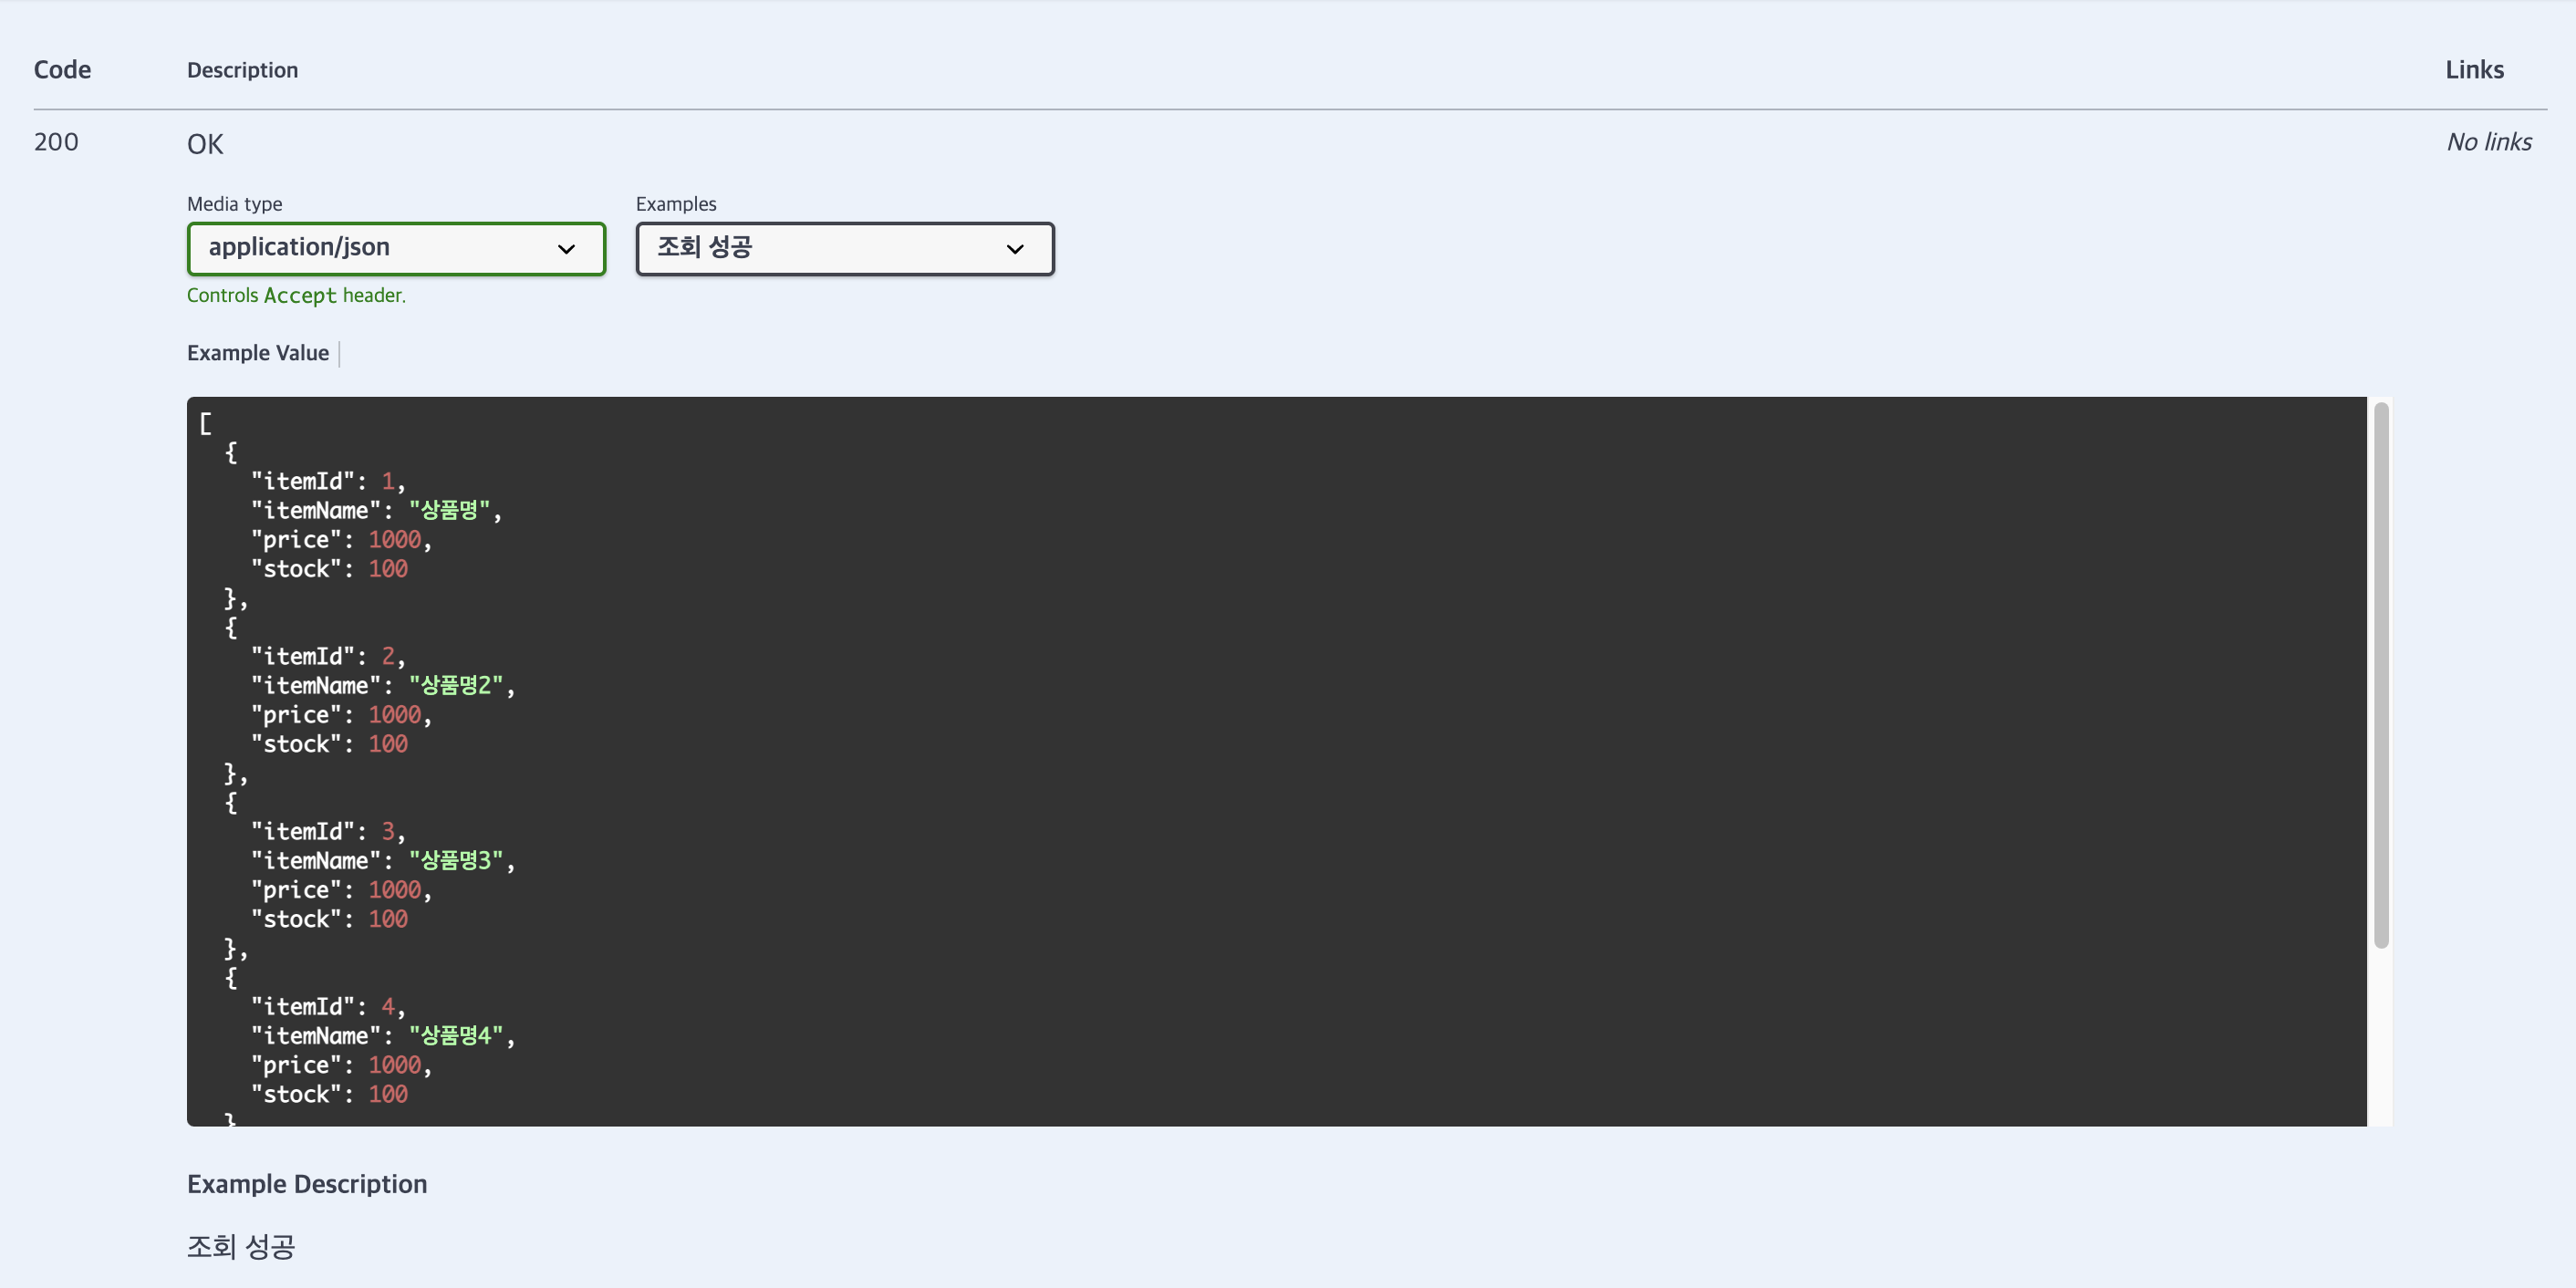 Code Description Links
200 OK No links
Media type Examples
application/json 조회 성공
Controls Accept header.
Example Value
[
  {
    "itemId": 1,
    "itemName": "상품명",
    "price": 1000,
    "stock": 100
  },
  {
    "itemId": 2,
    "itemName": "상품명2",
    "price": 1000,
    "stock": 100
  },
  {
    "itemId": 3,
    "itemName": "상품명3",
    "price": 1000,
    "stock": 100
  },
  {
    "itemId": 4,
    "itemName": "상품명4",
    "price": 1000,
    "stock": 100
  }
Example Description
조회 성공